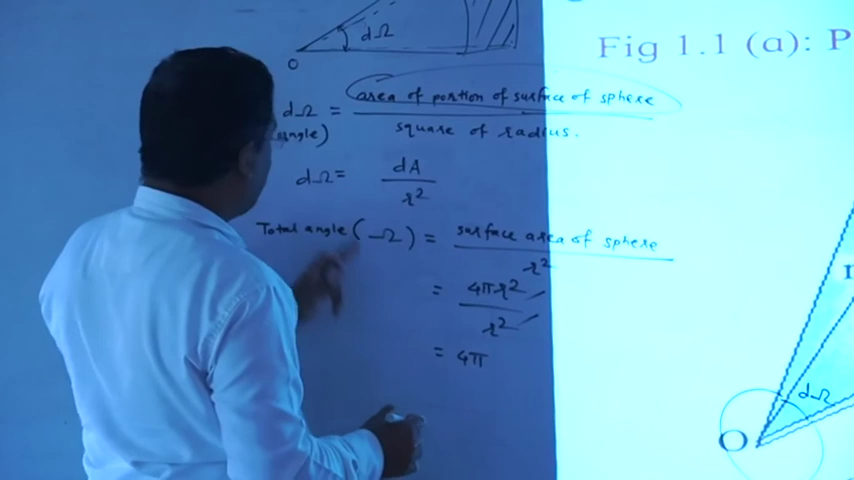 dΩ
O
Fig 1.1 (a): P
dΩ = area of portion of surface of sphere
square of radius.
angle)
dΩ = dA
r²
Total angle (Ω) = surface area of sphere
r²
= 4πr²
r²
= 4π
r
dΩ
O